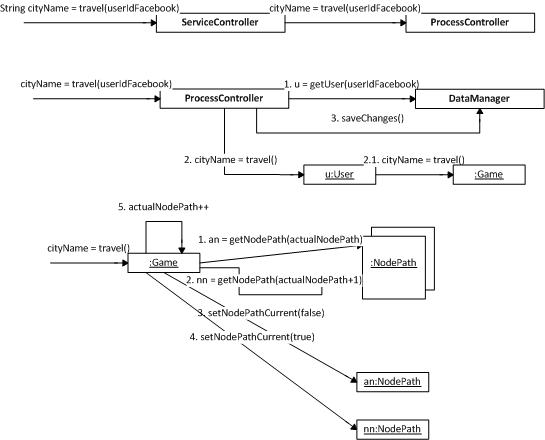 String cityName = travel(userIdFacebook)
cityName = travel(userIdFacebook)
ServiceController
ProcessController
cityName = travel(userIdFacebook)
1. u = getUser(userIdFacebook)
ProcessController
DataManager
3. saveChanges()
2. cityName = travel()
2.1. cityName = travel()
u:User
:Game
5. actualNodePath++
1. an = getNodePath(actualNodePath)
cityName = travel()
:Game
:NodePath
2. nn = getNodePath(actualNodePath+1)
3. setNodePathCurrent(false)
4. setNodePathCurrent(true)
an:NodePath
nn:NodePath